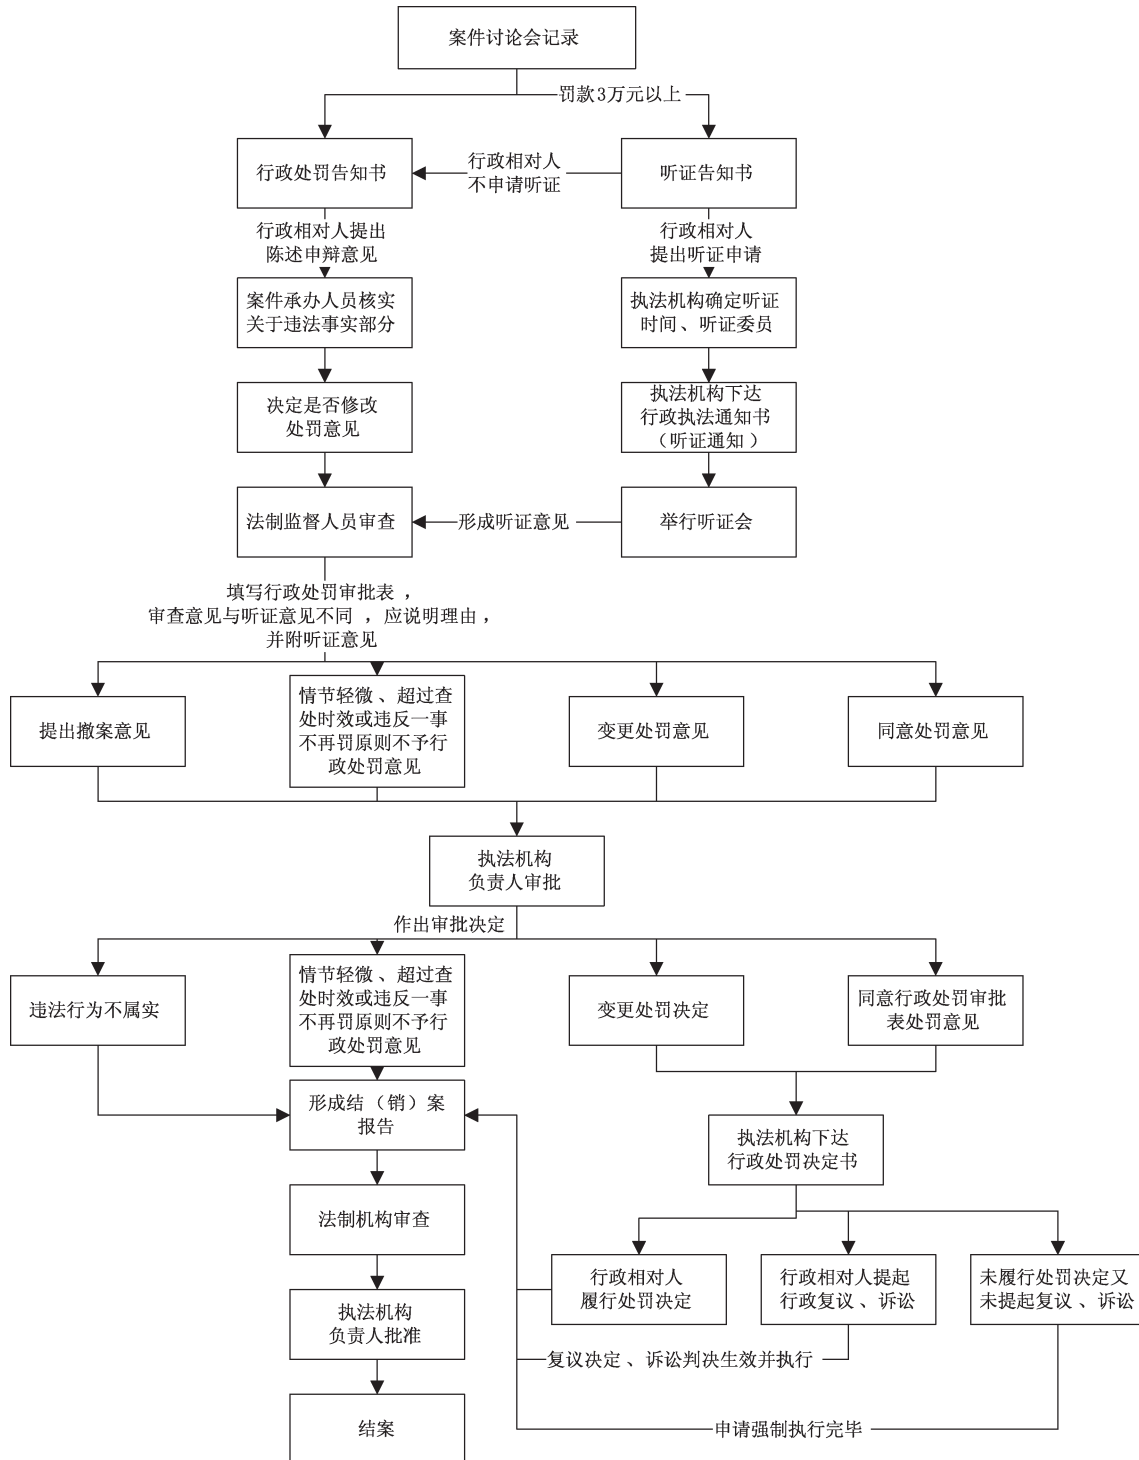 案件讨论会记录
罚款3万元以上
行政处罚告知书
行政相对人
不申请听证
听证告知书
行政相对人提出
陈述申辩意见
行政相对人
提出听证申请
案件承办人员核实
关于违法事实部分
执法机构确定听证
时间、听证委员
决定是否修改
处罚意见
执法机构下达
行政执法通知书
（听证通知）
法制监督人员审查
形成听证意见
举行听证会
填写行政处罚审批表，
审查意见与听证意见不同，应说明理由，
并附听证意见
提出撤案意见
情节轻微、超过查
处时效或违反一事
不再罚原则不予行
政处罚意见
变更处罚意见
同意处罚意见
执法机构
负责人审批
作出审批决定
违法行为不属实
情节轻微、超过查
处时效或违反一事
不再罚原则不予行
政处罚意见
变更处罚决定
同意行政处罚审批
表处罚意见
形成结（销）案
报告
执法机构下达
行政处罚决定书
法制机构审查
行政相对人
履行处罚决定
行政相对人提起
行政复议、诉讼
未履行处罚决定又
未提起复议、诉讼
执法机构
负责人批准
复议决定、诉讼判决生效并执行
结案
申请强制执行完毕